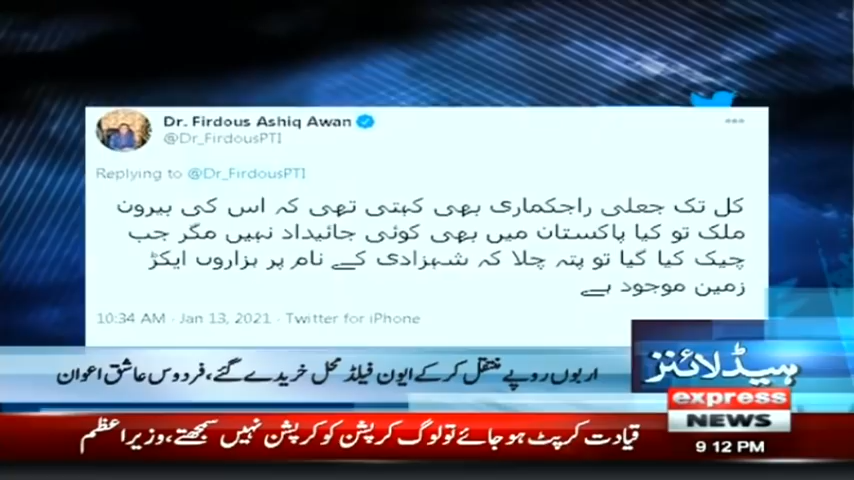 Dr. Firdous Ashiq Awan
@Dr_FirdousPTI
Replying to @Dr_FirdousPTI
کل تک جعلی راجکماری بھی کہتی تھی کہ اس کی بیرون
ملک تو کیا پاکستان میں بھی کوئی جائیداد نہیں مگر جب
چیک کیا گیا تو پتہ چلا کہ شہزادی کے نام پر ہزاروں ایکڑ
زمین موجود ہے
10:34 AM · Jan 13, 2021 · Twitter for iPhone
اربوں روپے منتقل کرکے ایون فیلڈ محل خریدے گئے، فردوس عاشق اعوان
ہیڈلائنز
express
NEWS
قیادت کرپٹ ہو جائے تو لوگ کرپشن کو کرپشن نہیں سمجھتے، وزیراعظم
9:12 PM